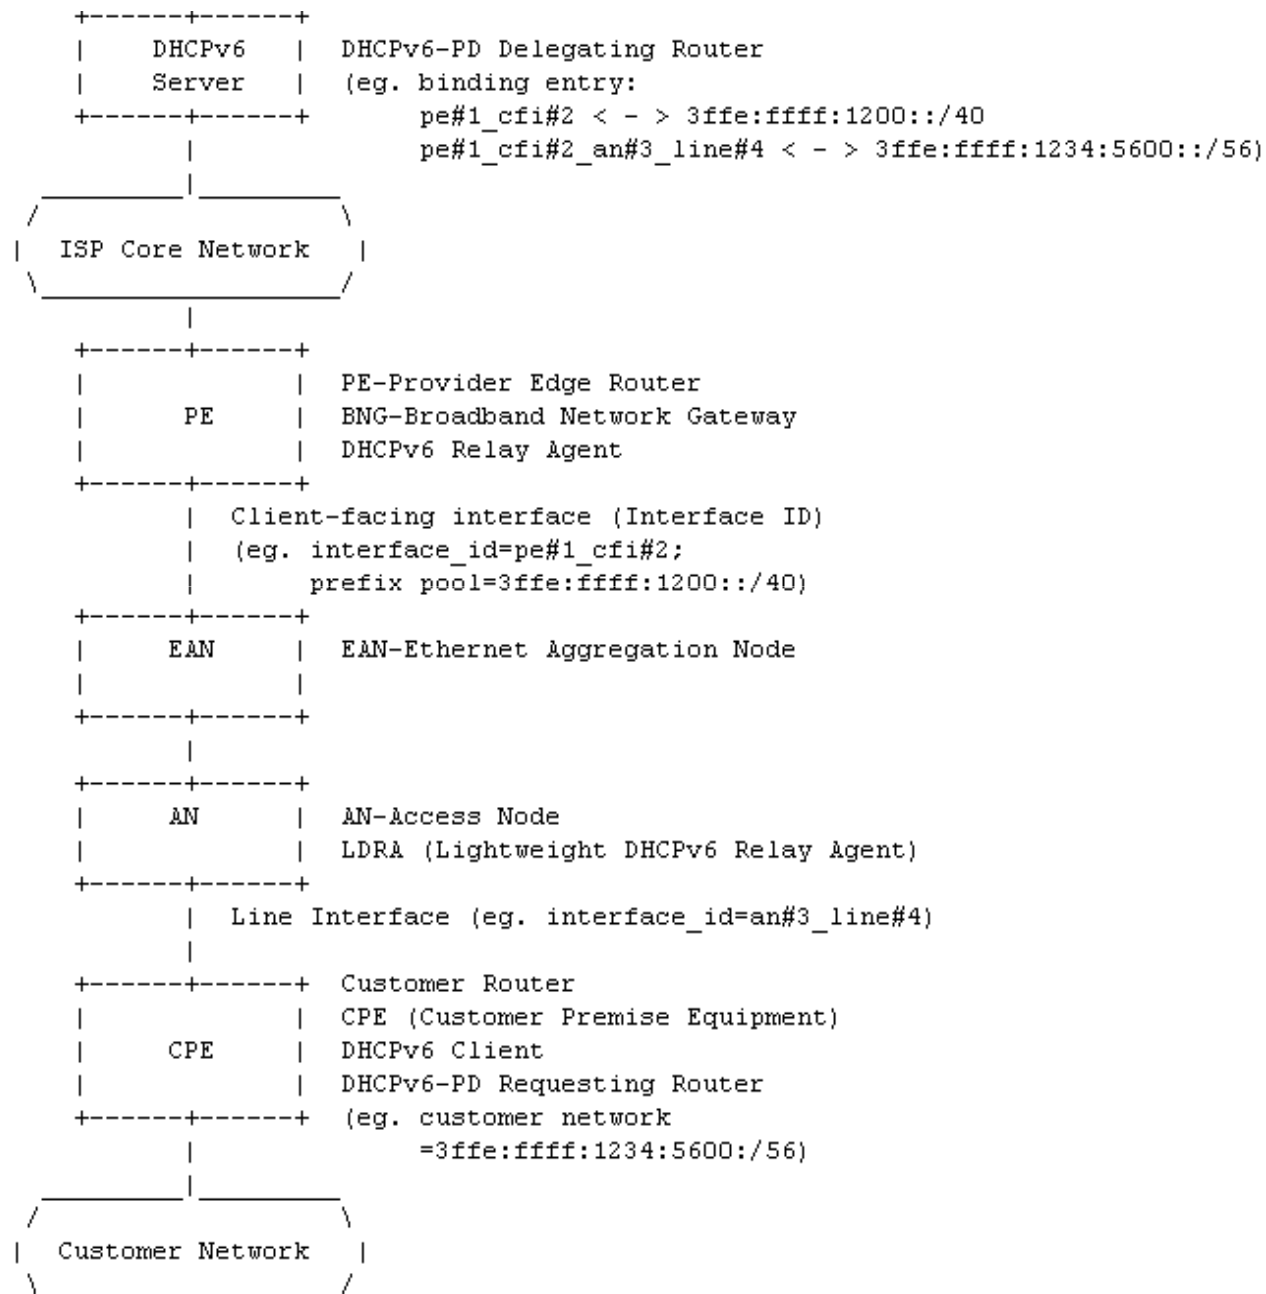 +------+------+
    |     DHCPv6   |  DHCPv6-PD Delegating Router
    |     Server   |  (eg. binding entry:
    +------+------+        pe#1_cfi#2 < - > 3ffe:ffff:1200::/40
           |               pe#1_cfi#2_an#3_line#4 < - > 3ffe:ffff:1234:5600::/56)
  _________|_________
 /                   \
|   ISP Core Network   |
 \___________________/
           |
    +------+------+
    |             |  PE-Provider Edge Router
    |      PE     |  BNG-Broadband Network Gateway
    |             |  DHCPv6 Relay Agent
    +------+------+
           |  Client-facing interface (Interface ID)
           |  (eg. interface_id=pe#1_cfi#2;
           |       prefix pool=3ffe:ffff:1200::/40)
    +------+------+
    |     EAN     |  EAN-Ethernet Aggregation Node
    |             |
    +------+------+
           |
    +------+------+
    |     AN      |  AN-Access Node
    |             |  LDRA (Lightweight DHCPv6 Relay Agent)
    +------+------+
           |  Line Interface (eg. interface_id=an#3_line#4)
           |
    +------+------+  Customer Router
    |             |  CPE (Customer Premise Equipment)
    |     CPE     |  DHCPv6 Client
    |             |  DHCPv6-PD Requesting Router
    +------+------+  (eg. customer network
           |               =3ffe:ffff:1234:5600:/56)
  _________|_________
 /                   \
|   Customer Network   |
 \                   /